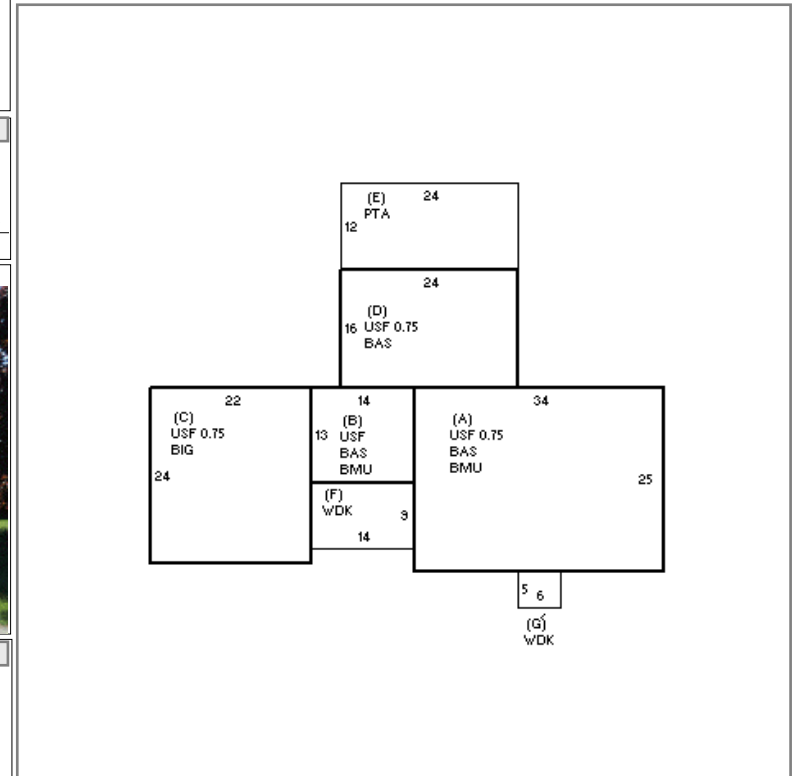 (E)
24
PTA
12
24
(D)
16 USF 0.75
BAS
22
(C)
USF 0.75
BIG
24
14
(B)
13 USF
BAS
BMU
34
(A)
USF 0.75
BAS
BMU
25
(F)
WDK
9
14
5 6
(G)
WDK